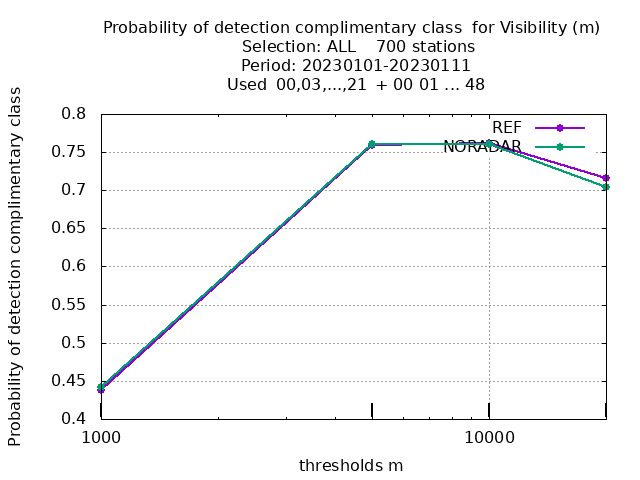 Probability of detection complimentary class  for Visibility (m)
Selection: ALL    700 stations
Period: 20230101-20230111
Used  00,03,...,21  + 00 01 ... 48
Probability of detection complimentary class
0.8
0.75
0.7
0.65
0.6
0.55
0.5
0.45
0.4
REF
NORADAR
1000
10000
thresholds m